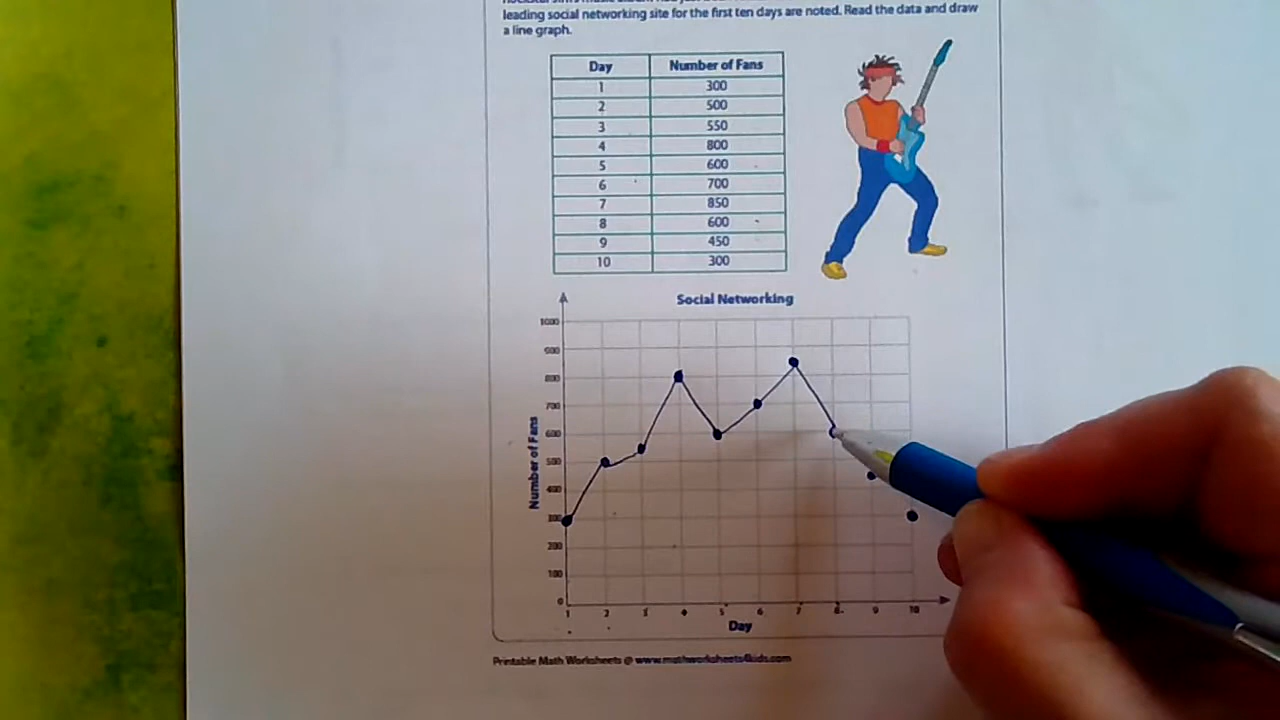 leading social networking site for the first ten days are noted. Read the data and draw
a line graph.
Day Number of Fans
1 300
2 500
3 550
4 800
5 600
6 700
7 850
8 600
9 450
10 300
Social Networking
1000
900
800
700
600
500
400
300
200
100
0
Number of Fans
1 2 3 4 5 6 7 8 9 10
Day
Printable Math Worksheets @ www.mathworksheets4kids.com